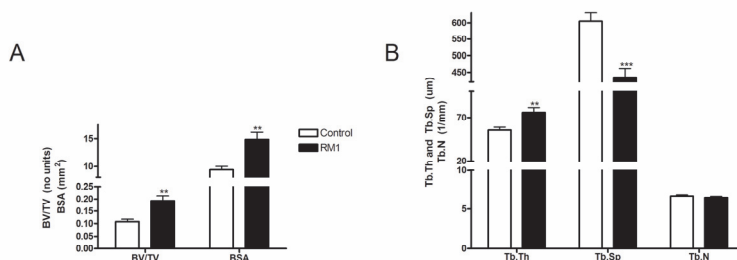 A
BV/TV (no units)
BSA (mm²)
15
10
0.25
0.20
0.15
0.10
0.05
0.00
**
**
BV/TV
BSA
Control
RM1
B
Tb.Th and Tb.Sp (um)
Tb.N (1/mm)
600
550
500
450
70
20
10
5
0
**
***
Tb.Th
Tb.Sp
Tb.N